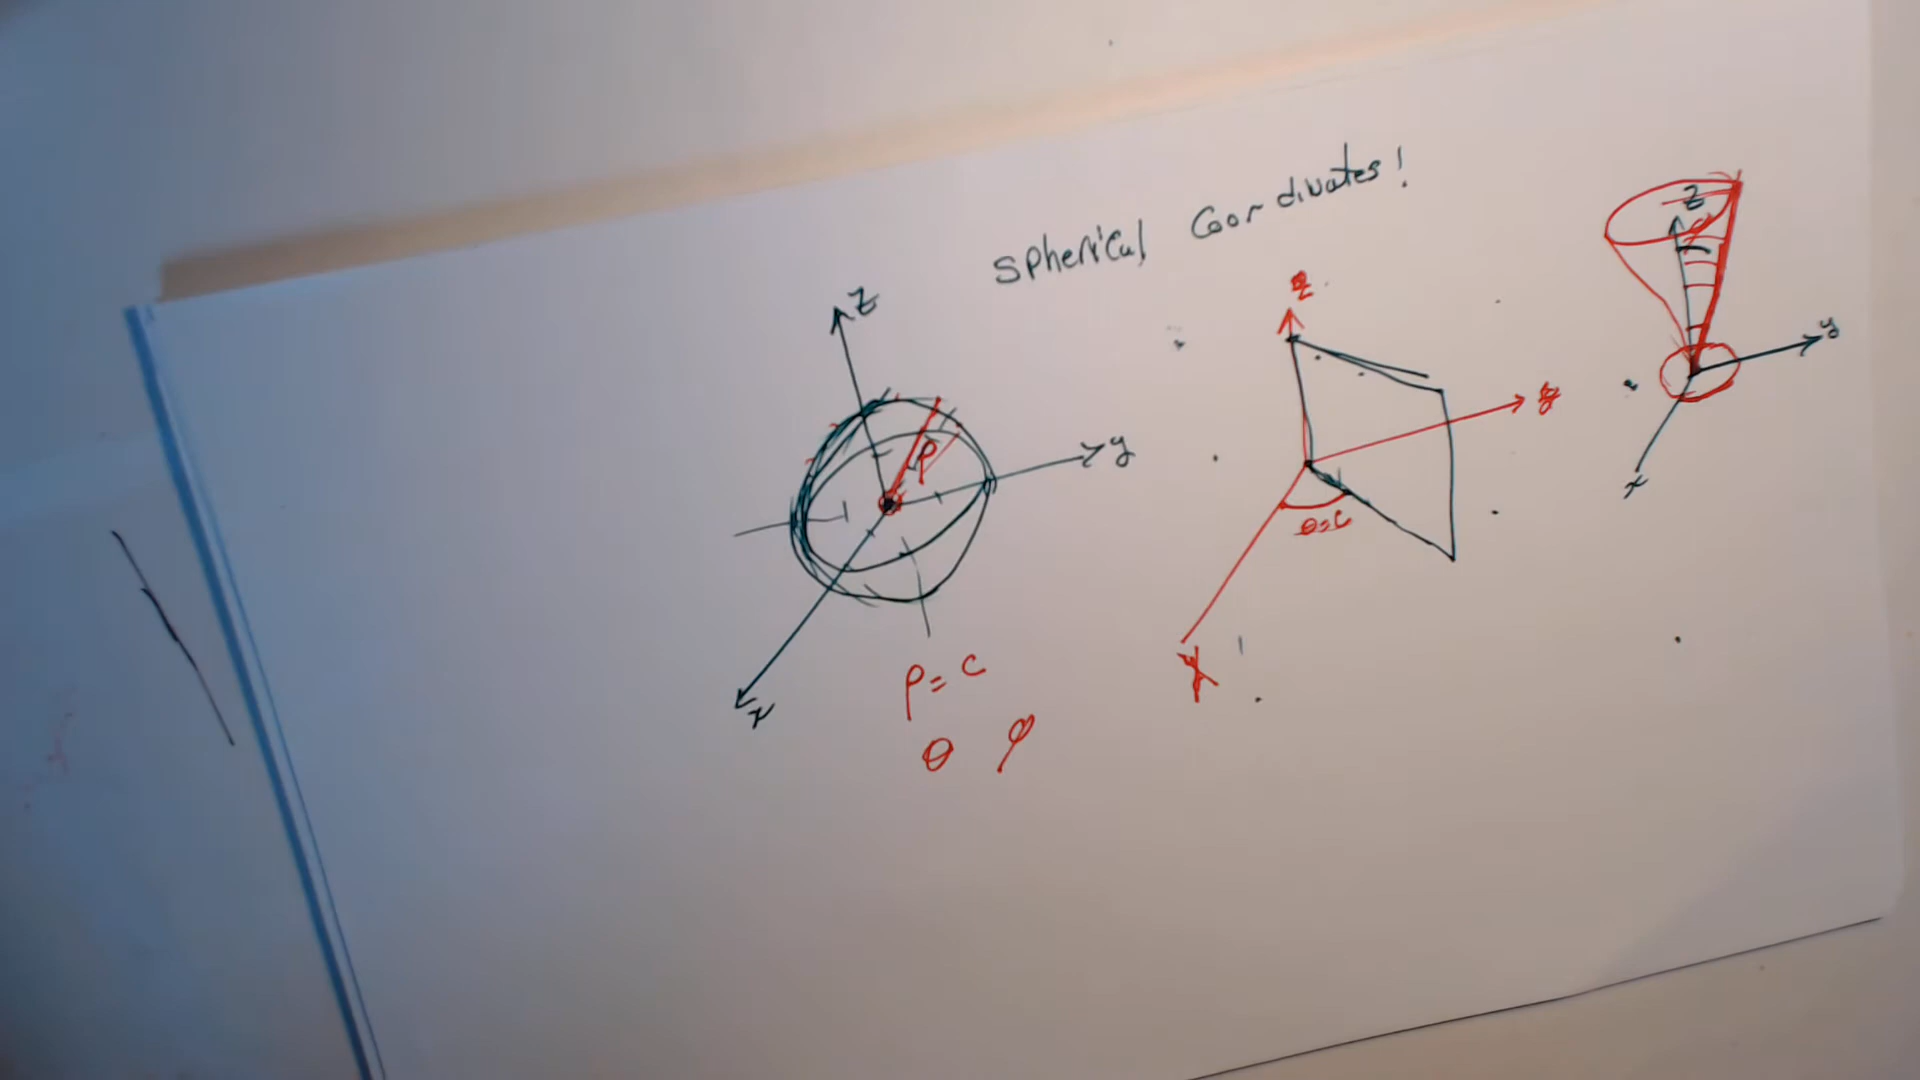 Spherical Coordinates!
z
y
x
ρ
ρ = c
θ φ
z
y
x
θ=c
z
y
x